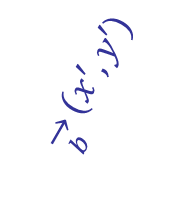 b⃗ (x′, y′)